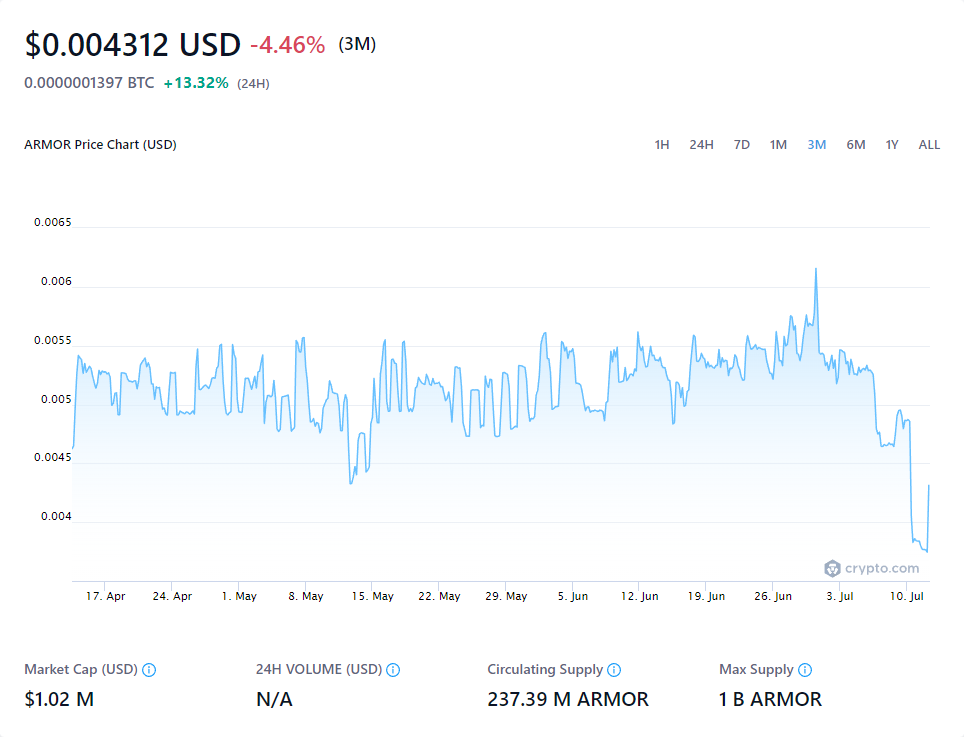 $0.004312 USD -4.46% (3M)
0.0000001397 BTC +13.32% (24H)
ARMOR Price Chart (USD) 1H 24H 7D 1M 3M 6M 1Y ALL
0.0065
0.006
0.0055
0.005
0.0045
0.004
crypto.com
17. Apr 24. Apr 1. May 8. May 15. May 22. May 29. May 5. Jun 12. Jun 19. Jun 26. Jun 3. Jul 10. Jul
Market Cap (USD) 24H VOLUME (USD) Circulating Supply Max Supply
$1.02 M N/A 237.39 M ARMOR 1 B ARMOR